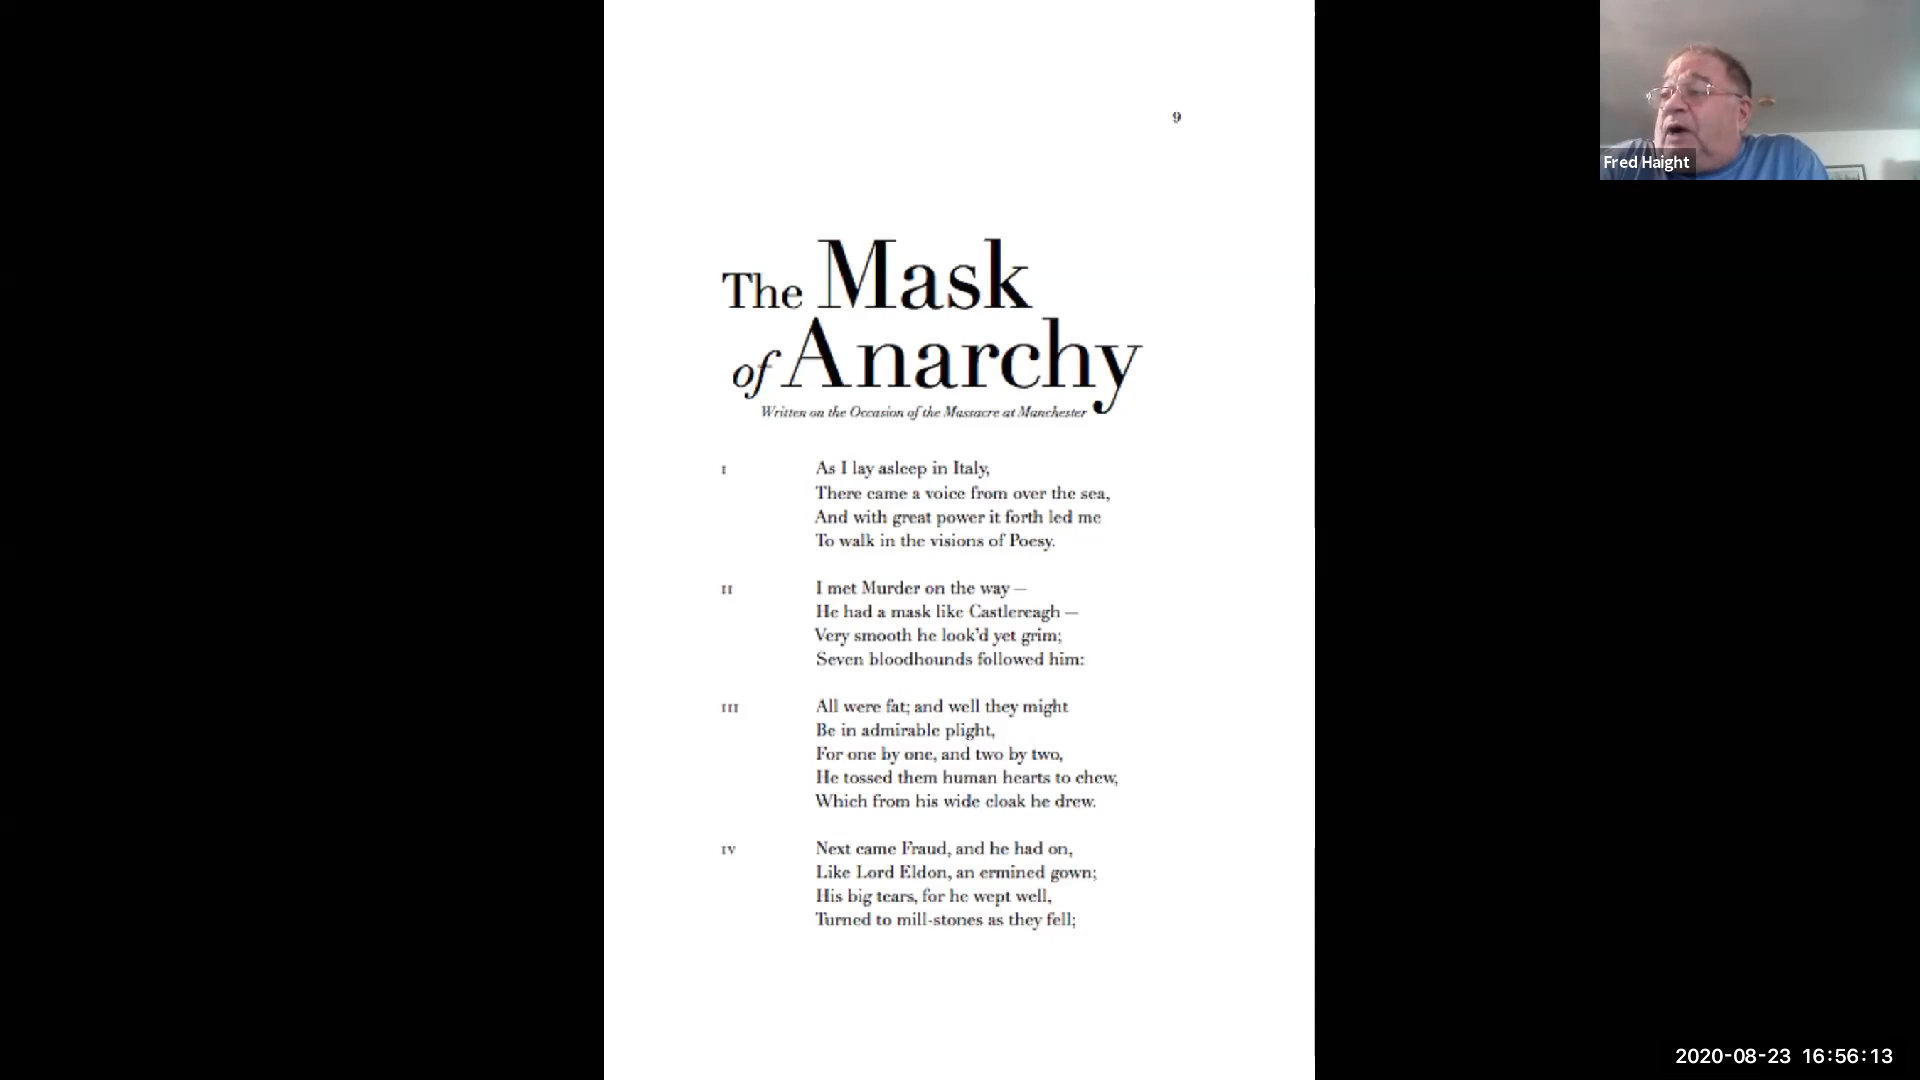 Fred Haight
9
The Mask
of Anarchy
Written on the Occasion of the Massacre at Manchester
I
As I lay asleep in Italy,
There came a voice from over the sea,
And with great power it forth led me
To walk in the visions of Poesy.
II
I met Murder on the way —
He had a mask like Castlereagh —
Very smooth he look'd yet grim;
Seven bloodhounds followed him:
III
All were fat; and well they might
Be in admirable plight,
For one by one, and two by two,
He tossed them human hearts to chew,
Which from his wide cloak he drew.
IV
Next came Fraud, and he had on,
Like Lord Eldon, an ermined gown;
His big tears, for he wept well,
Turned to mill-stones as they fell;
2020-08-23 16:56:13